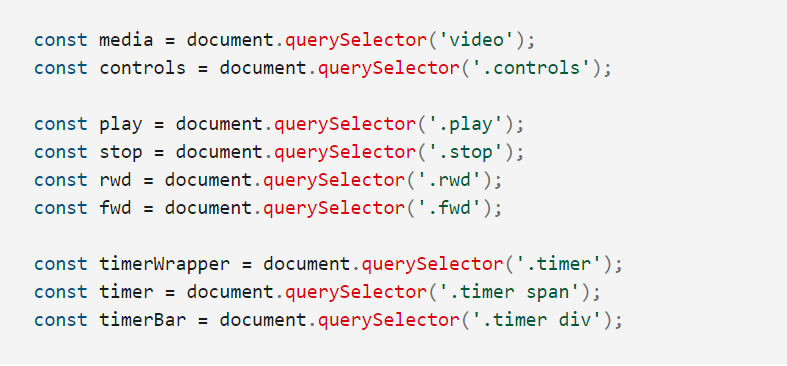 const media = document.querySelector('video');
const controls = document.querySelector('.controls');
const play = document.querySelector('.play');
const stop = document.querySelector('.stop');
const rwd = document.querySelector('.rwd');
const fwd = document.querySelector('.fwd');
const timerWrapper = document.querySelector('.timer');
const timer = document.querySelector('.timer span');
const timerBar = document.querySelector('.timer div');